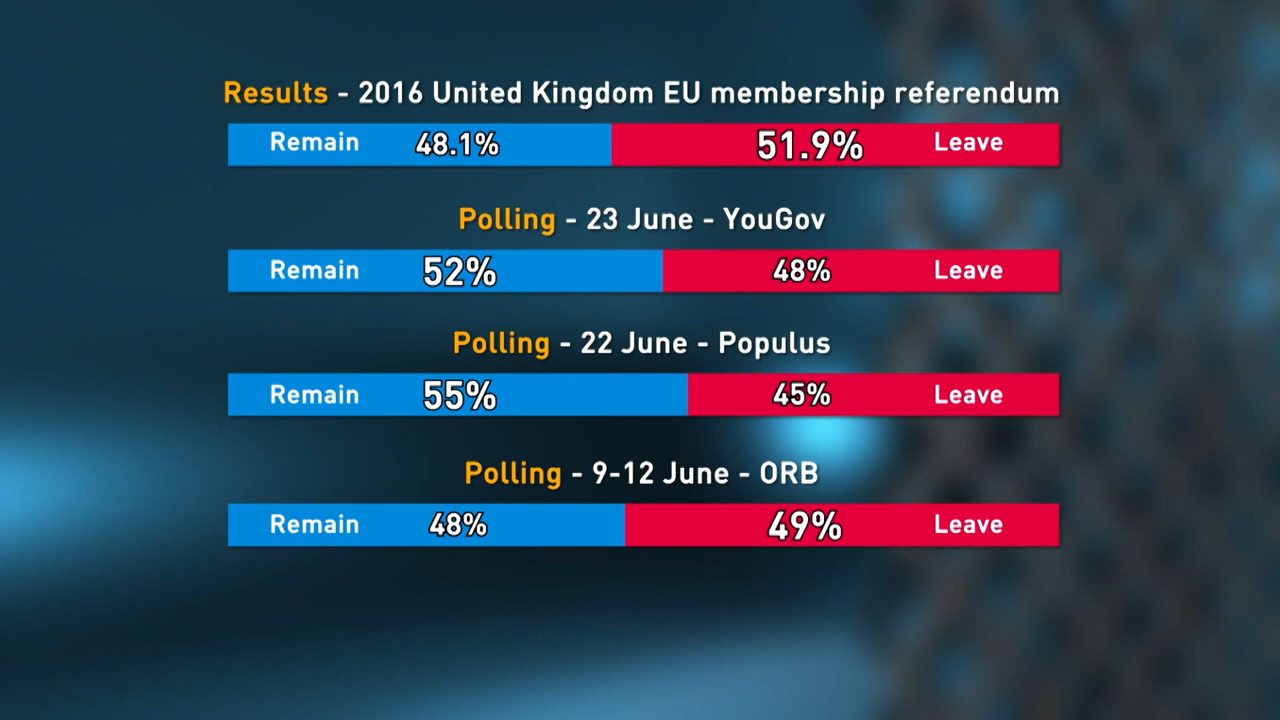 Results - 2016 United Kingdom EU membership referendum
Remain 48.1% 51.9% Leave
Polling - 23 June - YouGov
Remain 52% 48% Leave
Polling - 22 June - Populus
Remain 55% 45% Leave
Polling - 9-12 June - ORB
Remain 48% 49% Leave